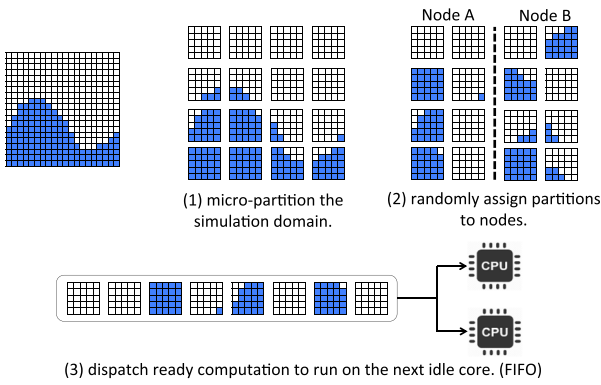 Node A
Node B
(1) micro-partition the
simulation domain.
(2) randomly assign partitions
to nodes.
CPU
CPU
(3) dispatch ready computation to run on the next idle core. (FIFO)